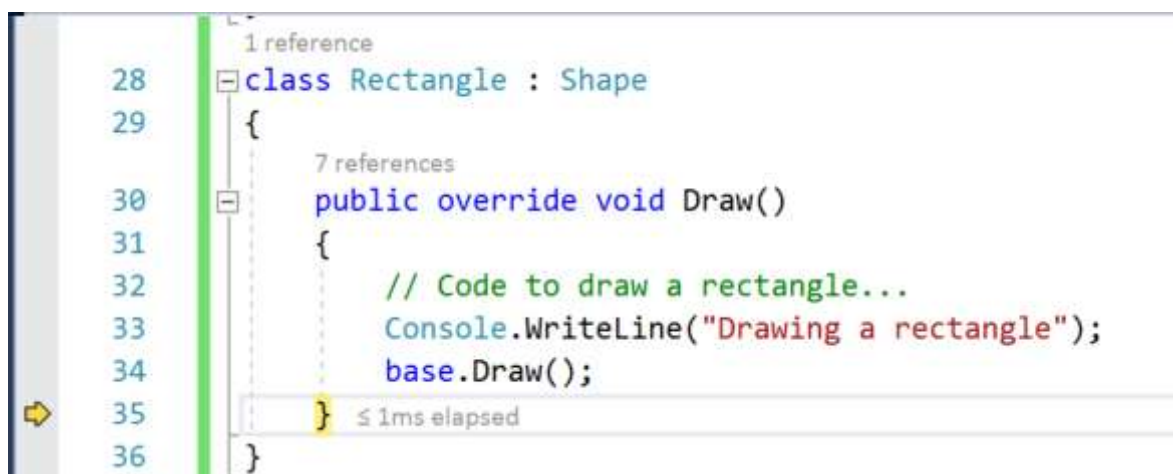 1 reference
28 class Rectangle : Shape
29 {
7 references
30 public override void Draw()
31 {
32 // Code to draw a rectangle...
33 Console.WriteLine("Drawing a rectangle");
34 base.Draw();
35 } ≤ 1ms elapsed
36 }